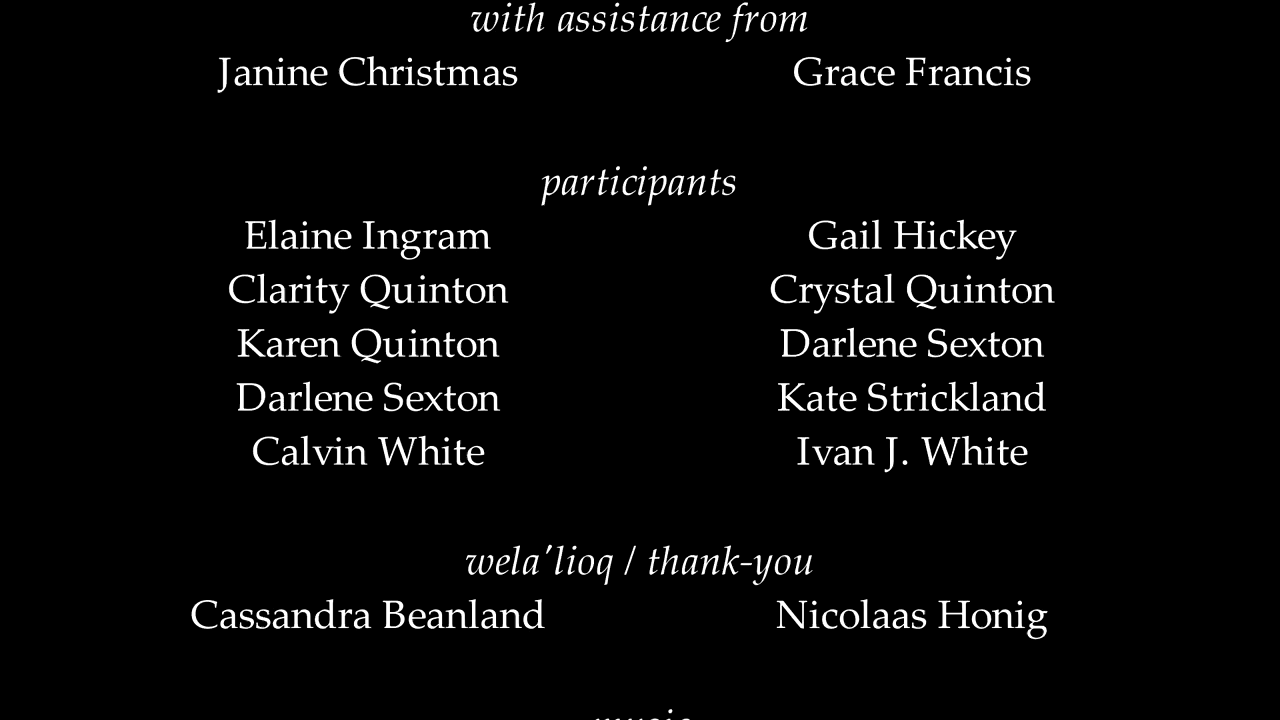 with assistance from
Janine Christmas Grace Francis
participants
Elaine Ingram Gail Hickey
Clarity Quinton Crystal Quinton
Karen Quinton Darlene Sexton
Darlene Sexton Kate Strickland
Calvin White Ivan J. White
wela'lioq / thank-you
Cassandra Beanland Nicolaas Honig